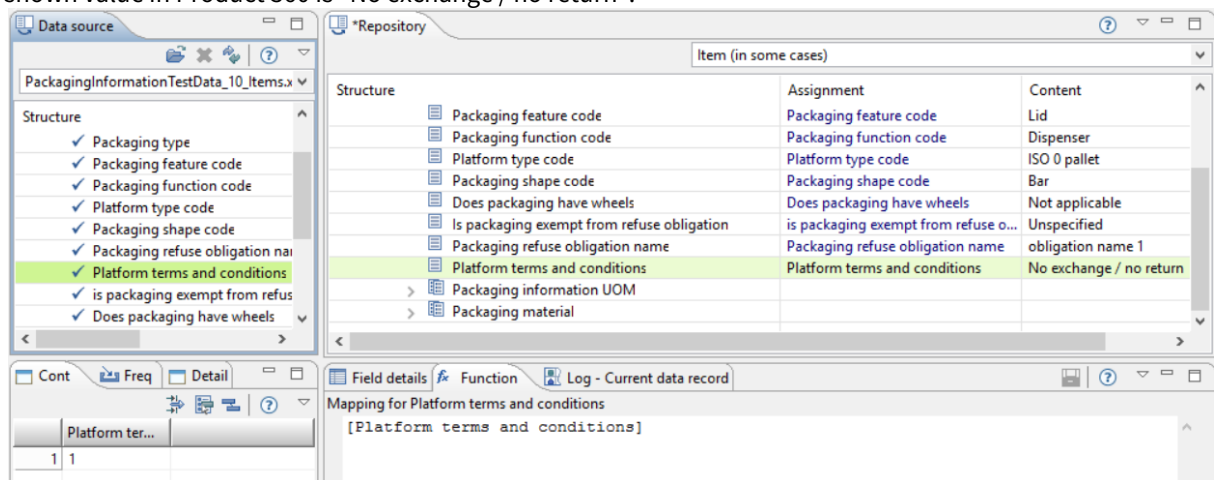 Data source
PackagingInformationTestData_10_Items.x
Structure
Packaging type
Packaging feature code
Packaging function code
Platform type code
Packaging shape code
Packaging refuse obligation nar
Platform terms and conditions
is packaging exempt from refus
Does packaging have wheels
*Repository
Item (in some cases)
Structure Assignment Content
Packaging feature code Packaging feature code Lid
Packaging function code Packaging function code Dispenser
Platform type code Platform type code ISO 0 pallet
Packaging shape code Packaging shape code Bar
Does packaging have wheels Does packaging have wheels Not applicable
Is packaging exempt from refuse obligation is packaging exempt from refuse o... Unspecified
Packaging refuse obligation name Packaging refuse obligation name obligation name 1
Platform terms and conditions Platform terms and conditions No exchange / no return
Packaging information UOM
Packaging material
Cont Freq Detail
Platform ter...
1 1
Field details fx Function Log - Current data record
Mapping for Platform terms and conditions
[Platform terms and conditions]